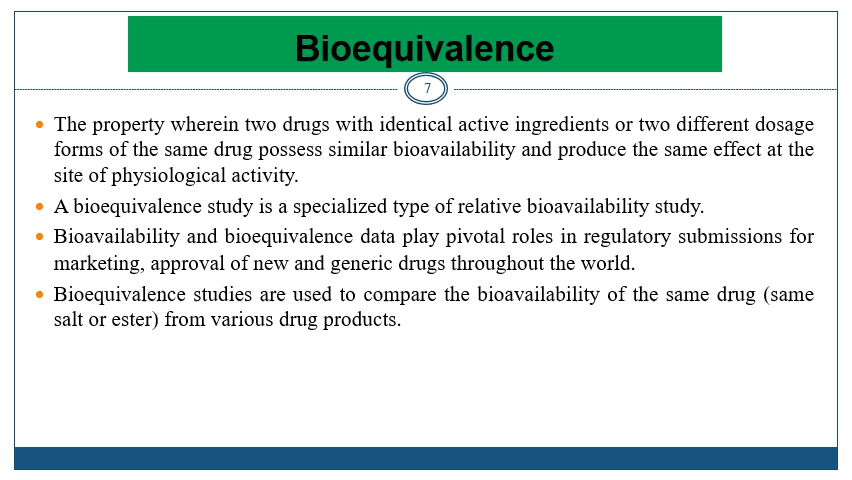 Bioequivalence
7
• The property wherein two drugs with identical active ingredients or two different dosage
forms of the same drug possess similar bioavailability and produce the same effect at the
site of physiological activity.
• A bioequivalence study is a specialized type of relative bioavailability study.
• Bioavailability and bioequivalence data play pivotal roles in regulatory submissions for
marketing, approval of new and generic drugs throughout the world.
• Bioequivalence studies are used to compare the bioavailability of the same drug (same
salt or ester) from various drug products.